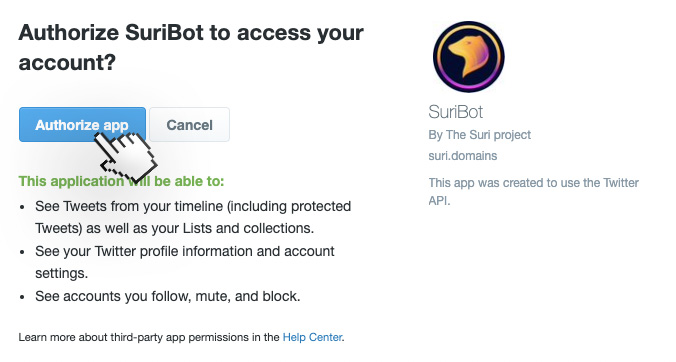 Authorize SuriBot to access your
account?
Authorize app
Cancel
This application will be able to:
See Tweets from your timeline (including protected
Tweets) as well as your Lists and collections.
See your Twitter profile information and account
settings.
See accounts you follow, mute, and block.
Learn more about third-party app permissions in the Help Center.
SuriBot
By The Suri project
suri.domains
This app was created to use the Twitter
API.